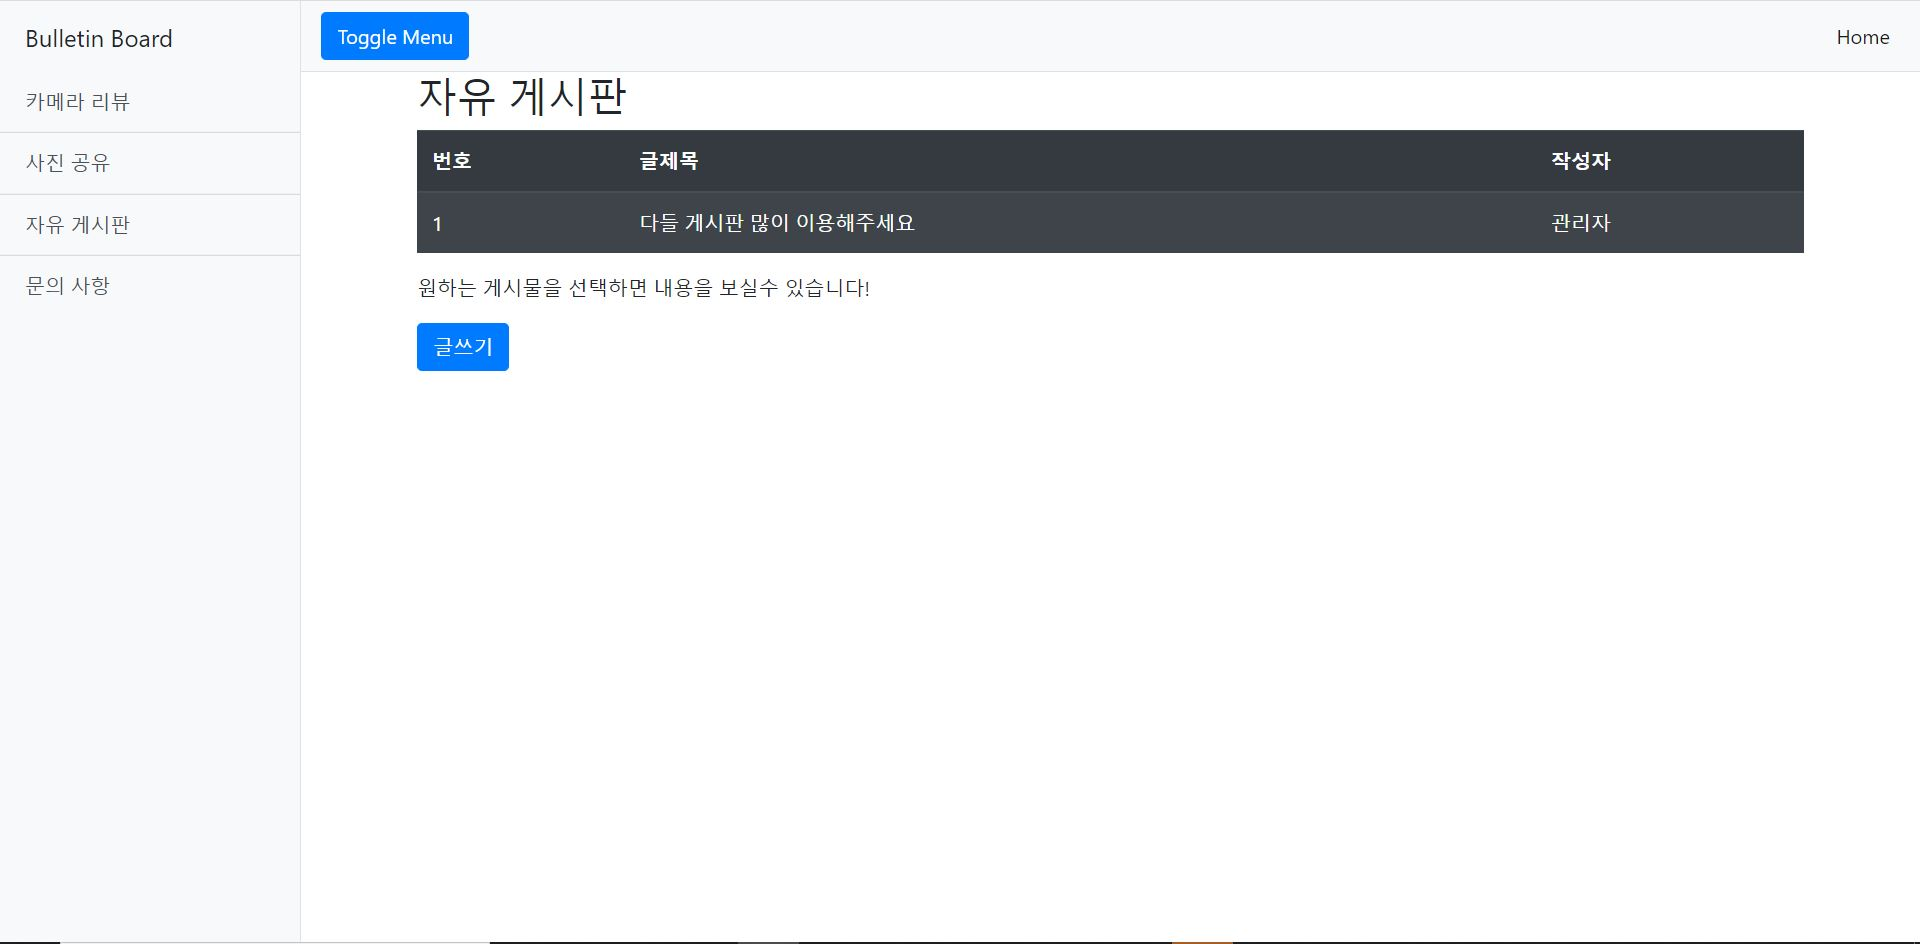 Bulletin Board
카메라 리뷰
사진 공유
자유 게시판
문의 사항
Toggle Menu
Home
자유 게시판
번호 글제목 작성자
1 다들 게시판 많이 이용해주세요 관리자
원하는 게시물을 선택하면 내용을 보실수 있습니다!
글쓰기